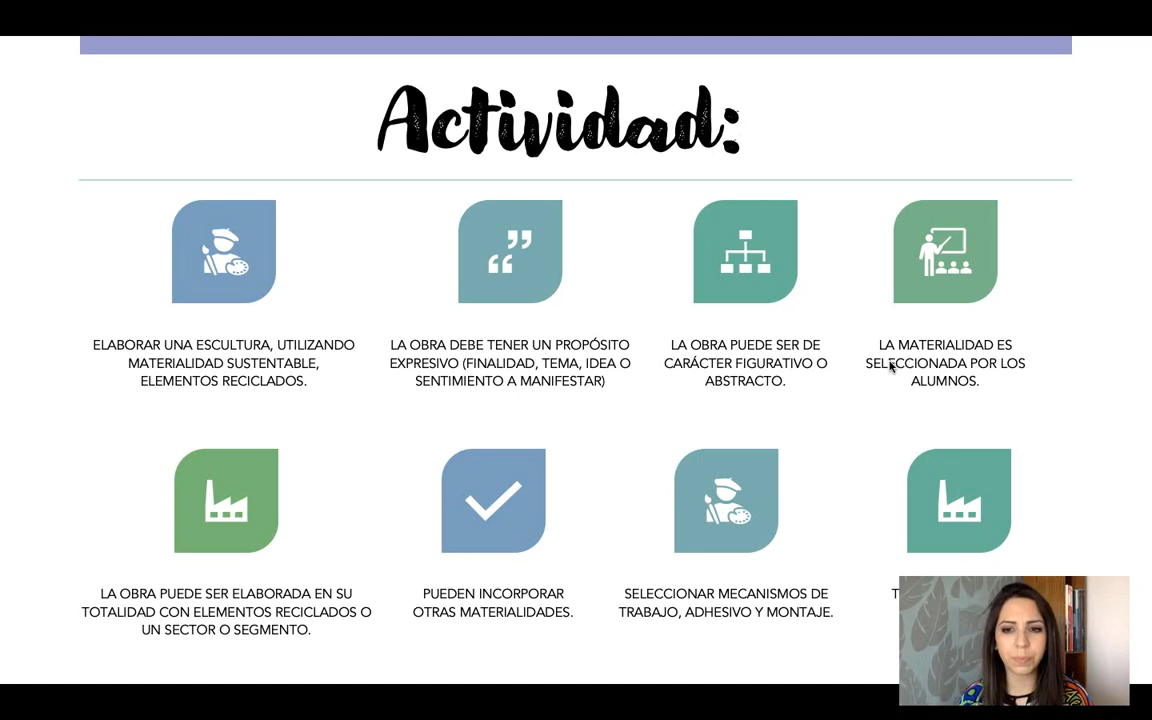 Actividad:
ELABORAR UNA ESCULTURA, UTILIZANDO
MATERIALIDAD SUSTENTABLE,
ELEMENTOS RECICLADOS.
LA OBRA DEBE TENER UN PROPÓSITO
EXPRESIVO (FINALIDAD, TEMA, IDEA O
SENTIMIENTO A MANIFESTAR)
LA OBRA PUEDE SER DE
CARÁCTER FIGURATIVO O
ABSTRACTO.
LA MATERIALIDAD ES
SELECCIONADA POR LOS
ALUMNOS.
LA OBRA PUEDE SER ELABORADA EN SU
TOTALIDAD CON ELEMENTOS RECICLADOS O
UN SECTOR O SEGMENTO.
PUEDEN INCORPORAR
OTRAS MATERIALIDADES.
SELECCIONAR MECANISMOS DE
TRABAJO, ADHESIVO Y MONTAJE.